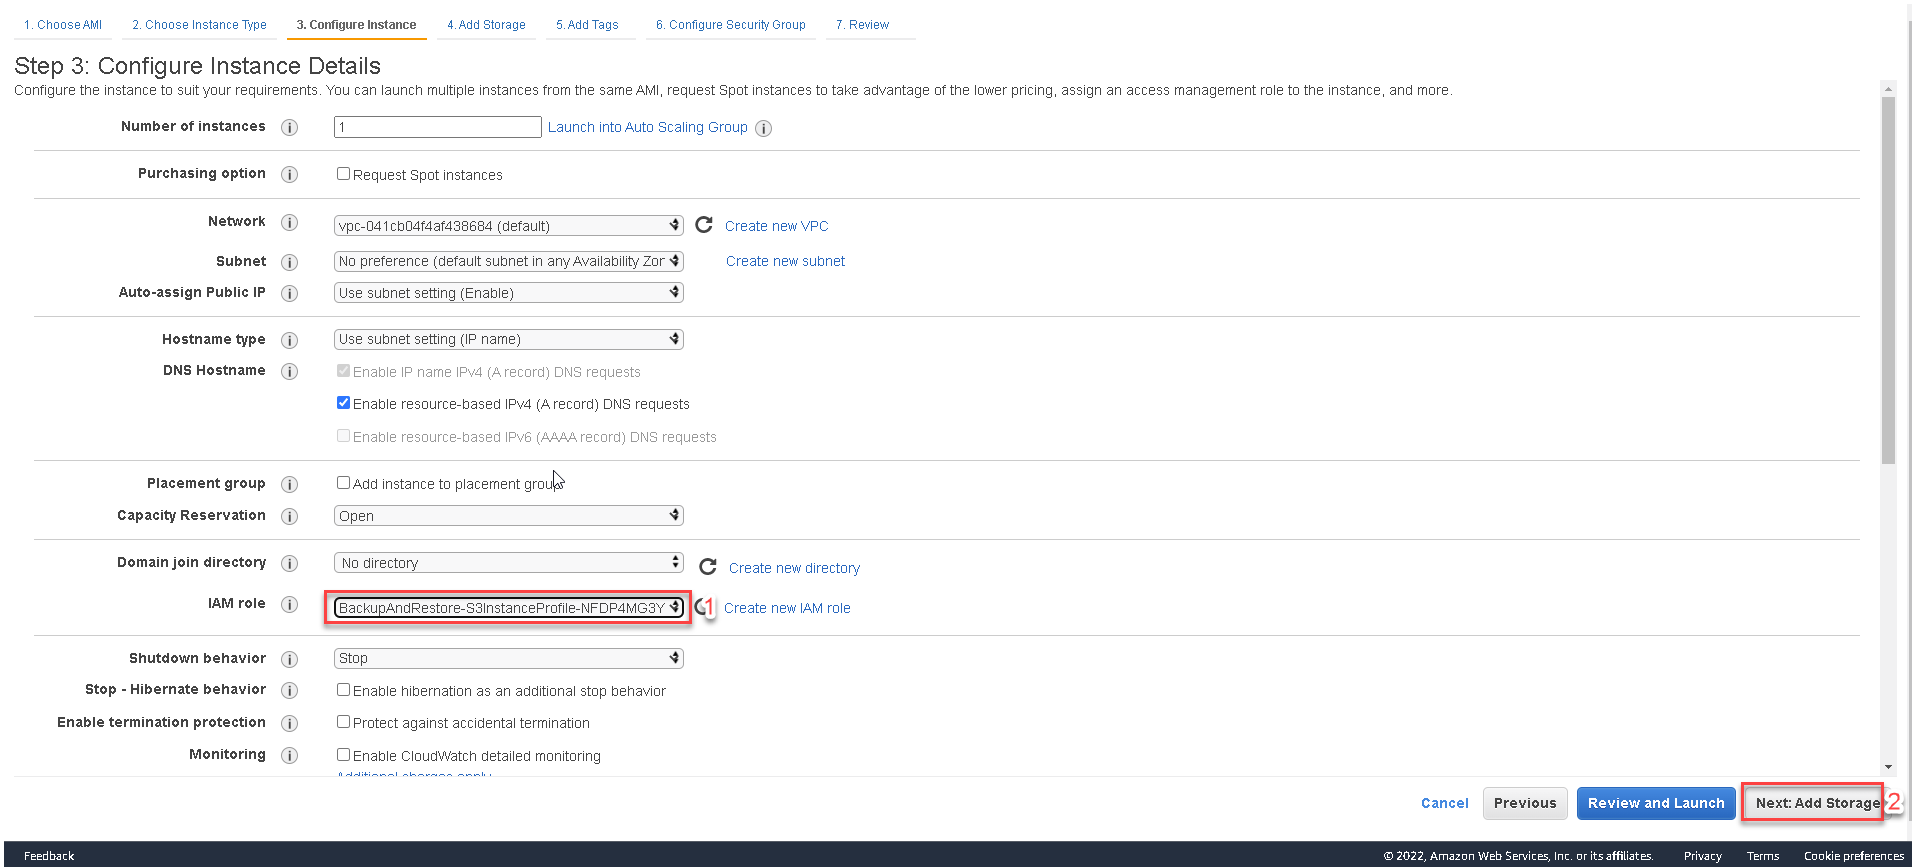 1. Choose AMI 2. Choose Instance Type 3. Configure Instance 4. Add Storage 5. Add Tags 6. Configure Security Group 7. Review
Step 3: Configure Instance Details
Configure the instance to suit your requirements. You can launch multiple instances from the same AMI, request Spot instances to take advantage of the lower pricing, assign an access management role to the instance, and more.
Number of instances i 1 Launch into Auto Scaling Group i
Purchasing option i Request Spot instances
Network i vpc-041cb04f4af438684 (default) Create new VPC
Subnet i No preference (default subnet in any Availability Zor Create new subnet
Auto-assign Public IP i Use subnet setting (Enable)
Hostname type i Use subnet setting (IP name)
DNS Hostname i Enable IP name IPv4 (A record) DNS requests
Enable resource-based IPv4 (A record) DNS requests
Enable resource-based IPv6 (AAAA record) DNS requests
Placement group i Add instance to placement group
Capacity Reservation i Open
Domain join directory i No directory Create new directory
IAM role i BackupAndRestore-S3InstanceProfile-NFDP4MG3Y 1 Create new IAM role
Shutdown behavior i Stop
Stop - Hibernate behavior i Enable hibernation as an additional stop behavior
Enable termination protection i Protect against accidental termination
Monitoring i Enable CloudWatch detailed monitoring
Additional charges apply.
Cancel Previous Review and Launch Next: Add Storage 2
Feedback © 2022, Amazon Web Services, Inc. or its affiliates. Privacy Terms Cookie preferences